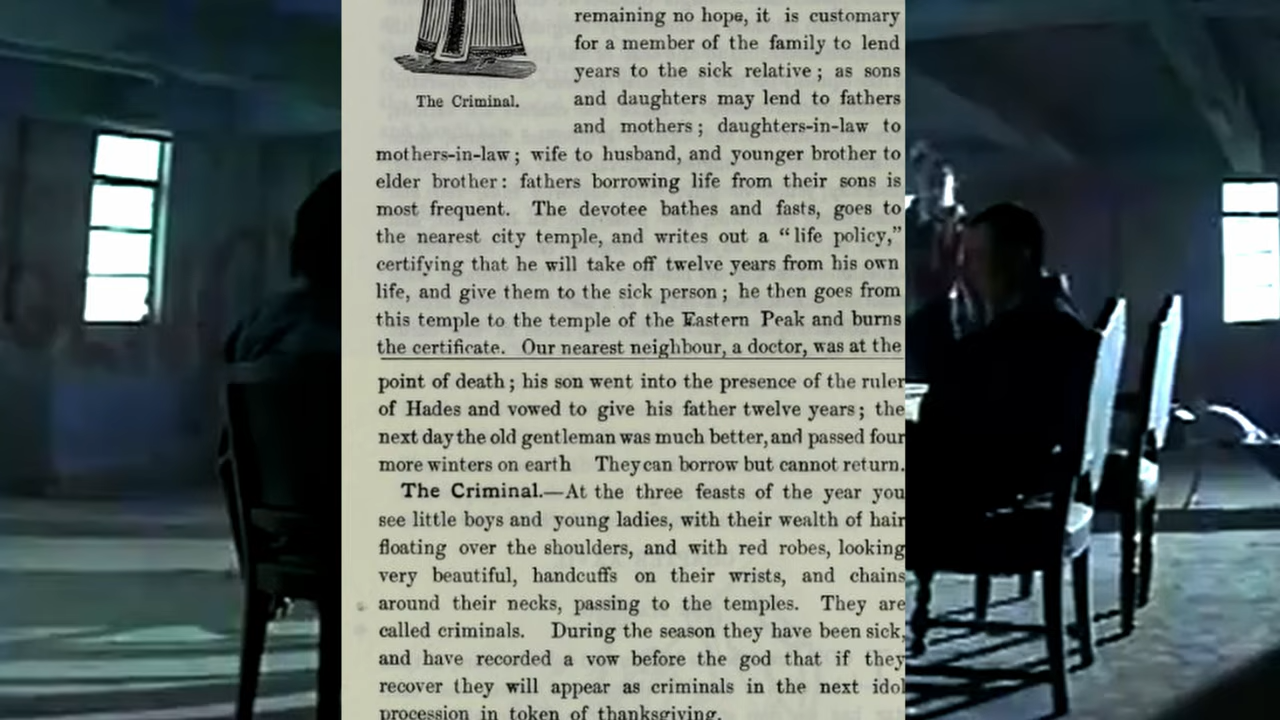 remaining no hope, it is customary
for a member of the family to lend
years to the sick relative; as sons
and daughters may lend to fathers
and mothers; daughters-in-law to
The Criminal.
mothers-in-law; wife to husband, and younger brother to
elder brother: fathers borrowing life from their sons is
most frequent. The devotee bathes and fasts, goes to
the nearest city temple, and writes out a “life policy,”
certifying that he will take off twelve years from his own
life, and give them to the sick person; he then goes from
this temple to the temple of the Eastern Peak and burns
the certificate. Our nearest neighbour, a doctor, was at the
point of death; his son went into the presence of the ruler
of Hades and vowed to give his father twelve years; the
next day the old gentleman was much better, and passed four
more winters on earth They can borrow but cannot return.
The Criminal.—At the three feasts of the year you
see little boys and young ladies, with their wealth of hair
floating over the shoulders, and with red robes, looking
very beautiful, handcuffs on their wrists, and chains
around their necks, passing to the temples. They are
called criminals. During the season they have been sick,
and have recorded a vow before the god that if they
recover they will appear as criminals in the next idol
procession in token of thanksgiving.